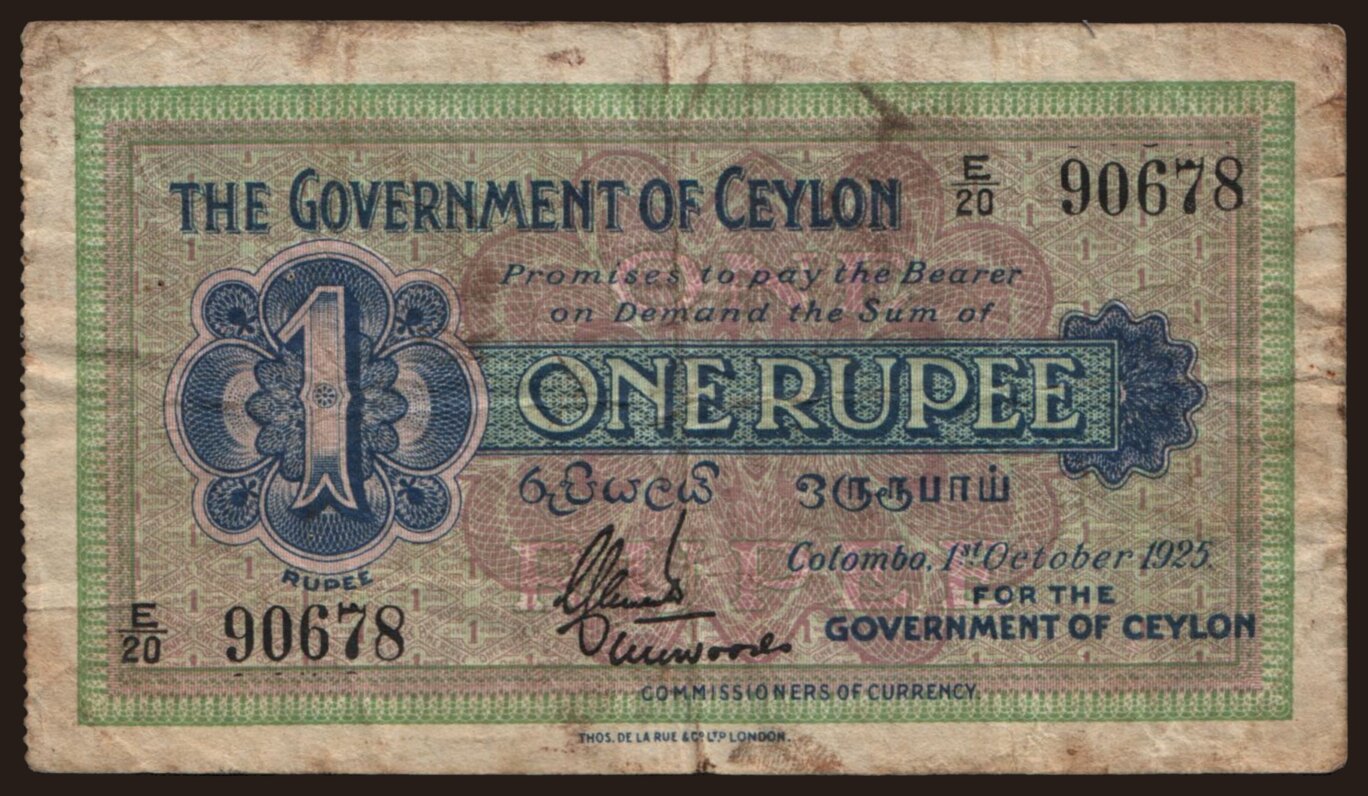 THE GOVERNMENT OF CEYLON
E/20 90678
Promises to pay the Bearer
on Demand the Sum of
1
ONE RUPEE
රුපියලයි ஒருரூபாய்
ONE
RUPEE
Colombo, 1st October 1925.
RUPEE
FOR THE
GOVERNMENT OF CEYLON
E/20 90678
COMMISSIONERS OF CURRENCY.
THOS. DE LA RUE & CO LTD LONDON.